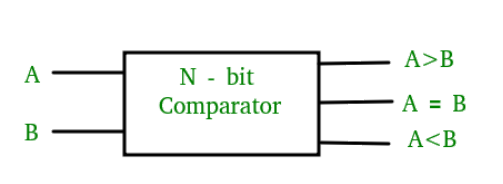 A
B
N - bit
Comparator
A>B
A = B
A<B